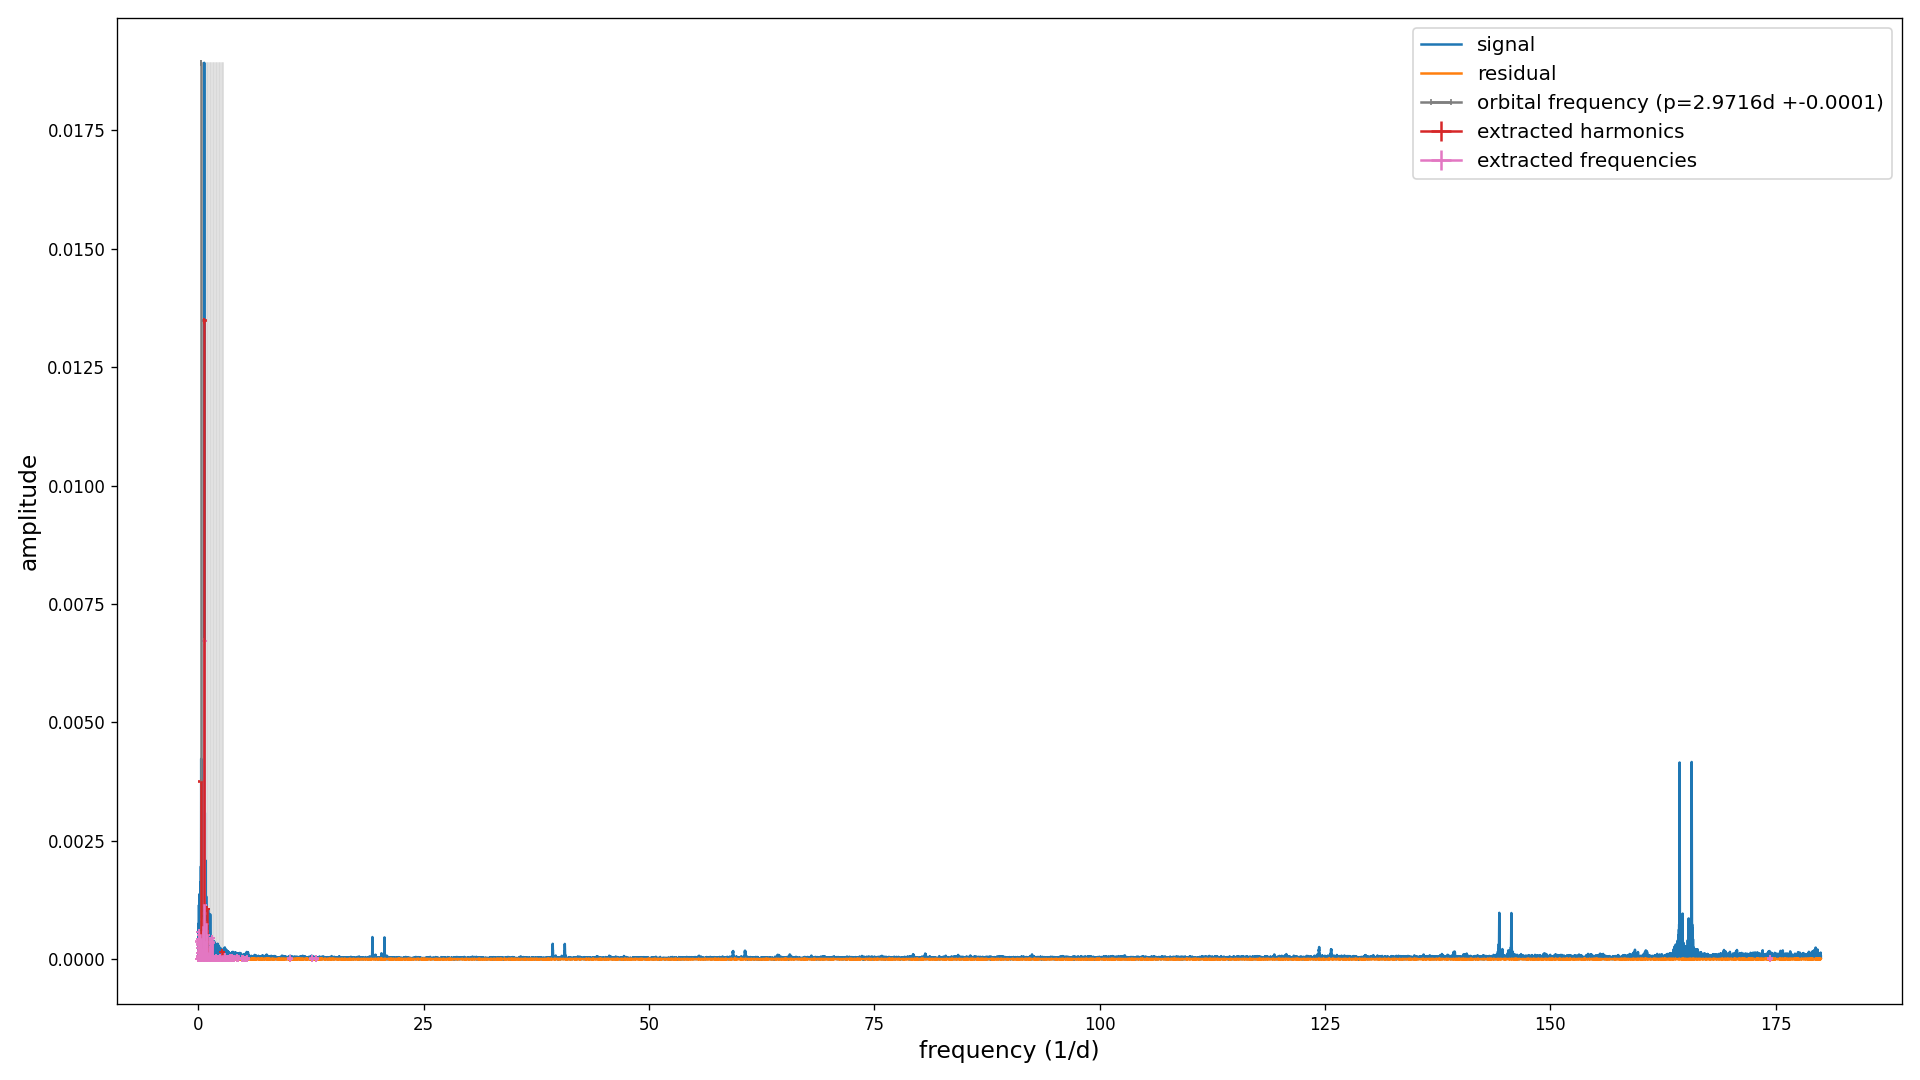 signal
residual
orbital frequency (p=2.9716d +-0.0001)
extracted harmonics
extracted frequencies
0.0175
0.0150
0.0125
0.0100
0.0075
0.0050
0.0025
0.0000
amplitude
0 25 50 75 100 125 150 175
frequency (1/d)